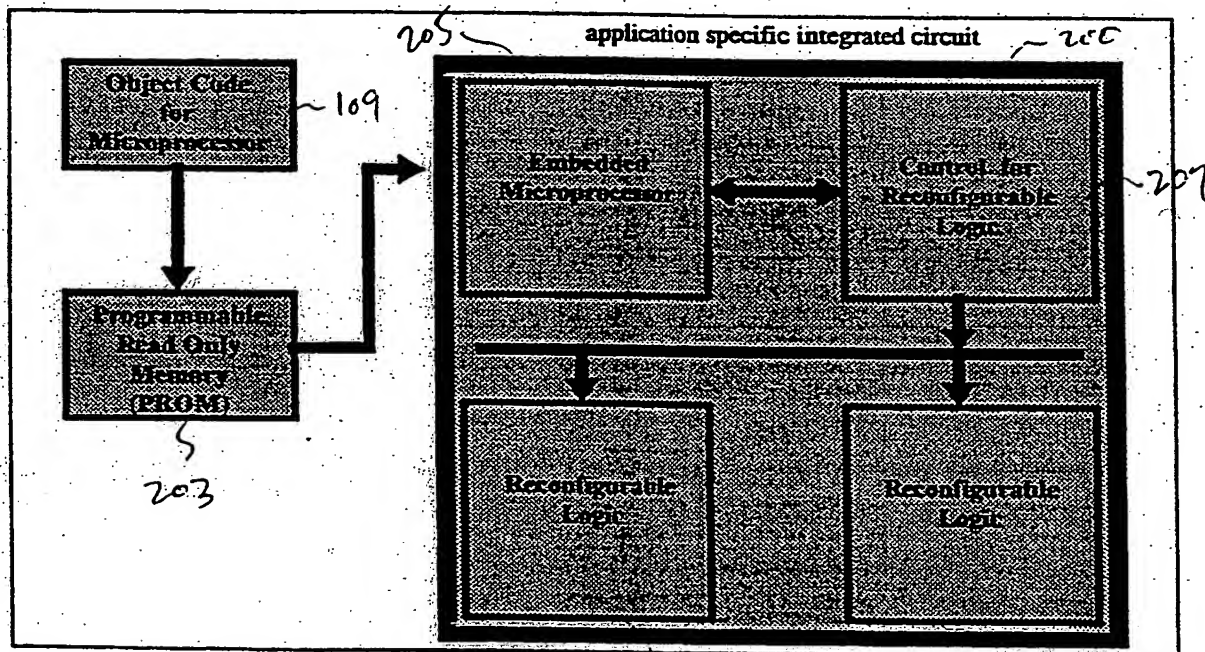 205
application specific integrated circuit
200
Object Code
for
Microprocessor
109
Embedded
Microprocessor
Control for
Reconfigurable
Logic
Programmable
Read Only
Memory
(PROM)
203
Reconfigurable
Logic
Reconfigurable
Logic